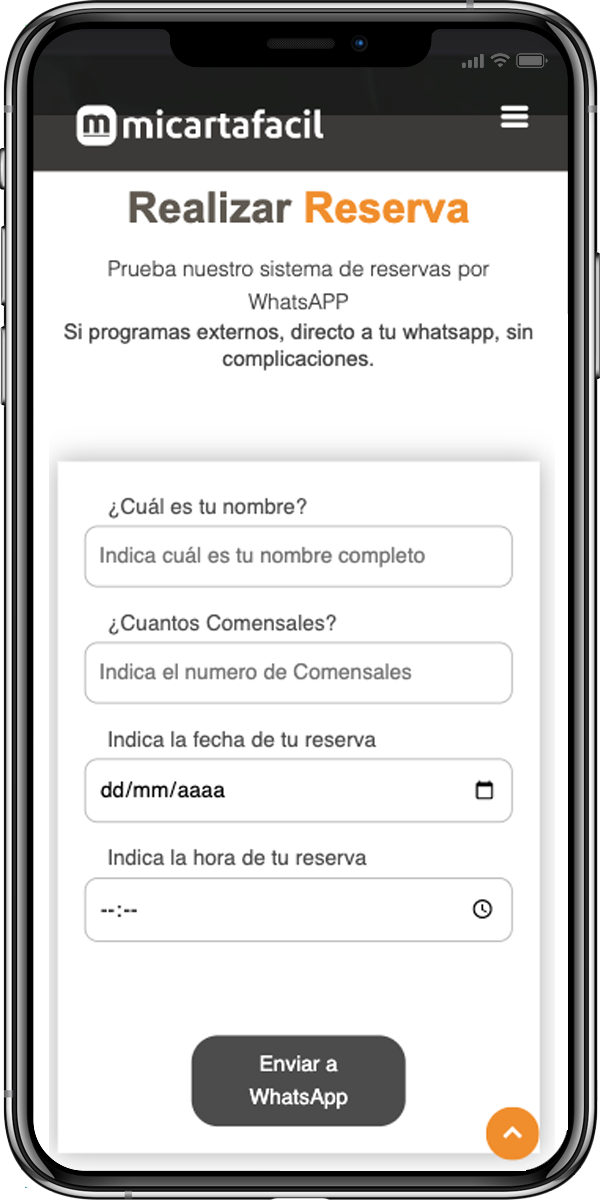 micartafacil
Realizar Reserva
Prueba nuestro sistema de reservas por
WhatsAPP
Si programas externos, directo a tu whatsapp, sin
complicaciones.
¿Cuál es tu nombre?
Indica cuál es tu nombre completo
¿Cuantos Comensales?
Indica el numero de Comensales
Indica la fecha de tu reserva
dd/mm/aaaa
Indica la hora de tu reserva
--:--
Enviar a
WhatsApp